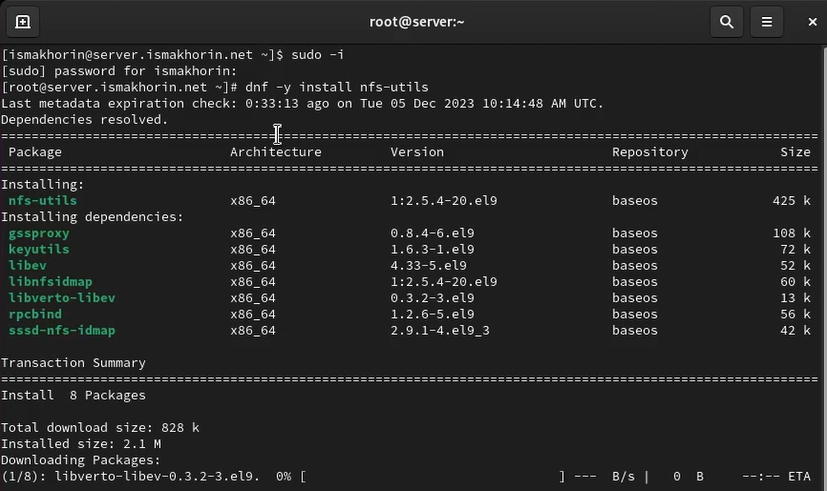 root@server:~
[ismakhorin@server.ismakhorin.net ~]$ sudo -i
[sudo] password for ismakhorin:
[root@server.ismakhorin.net ~]# dnf -y install nfs-utils
Last metadata expiration check: 0:33:13 ago on Tue 05 Dec 2023 10:14:48 AM UTC.
Dependencies resolved.
================================================================================
Package Architecture Version Repository Size
================================================================================
Installing:
nfs-utils x86_64 1:2.5.4-20.el9 baseos 425 k
Installing dependencies:
gssproxy x86_64 0.8.4-6.el9 baseos 108 k
keyutils x86_64 1.6.3-1.el9 baseos 72 k
libev x86_64 4.33-5.el9 baseos 52 k
libnfsidmap x86_64 1:2.5.4-20.el9 baseos 60 k
libverto-libev x86_64 0.3.2-3.el9 baseos 13 k
rpcbind x86_64 1.2.6-5.el9 baseos 56 k
sssd-nfs-idmap x86_64 2.9.1-4.el9_3 baseos 42 k
Transaction Summary
================================================================================
Install 8 Packages
Total download size: 828 k
Installed size: 2.1 M
Downloading Packages:
(1/8): libverto-libev-0.3.2-3.el9. 0% [ ] --- B/s | 0 B --:-- ETA